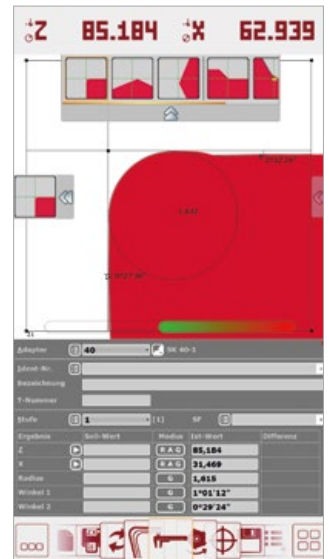 Z 85.184 X 62.939
Adapter 40 SK 40-1
Ident-Nr.
Bezeichnung
T-Nummer
Stufe 1 [1] SP
Ergebnis Soll-Wert Modus Ist-Wert Differenz
Z R A G 85,184
X R A G 31,469
Radius G 1,615
Winkel 1 G 1°01'12"
Winkel 2 G 0°29'24"